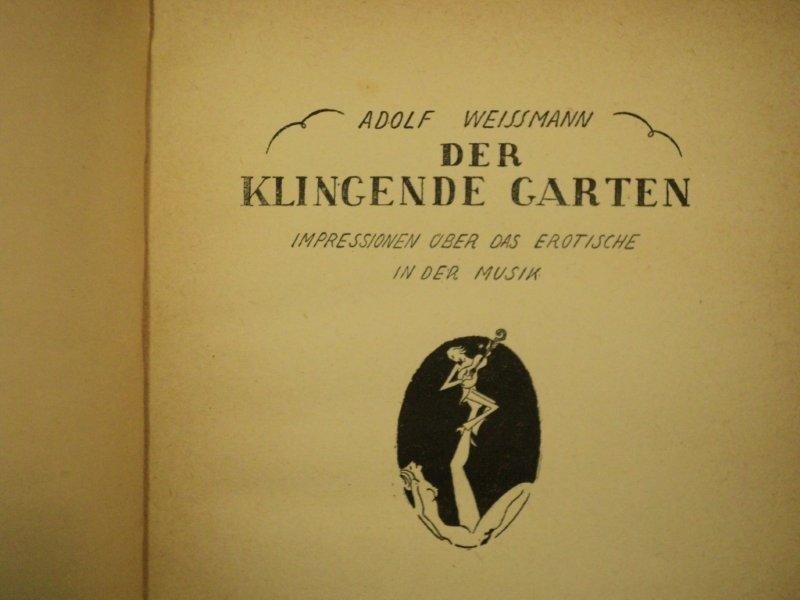 ADOLF WEISSMANN
DER
KLINGENDE GARTEN
IMPRESSIONEN ÜBER DAS EROTISCHE
IN DER MUSIK